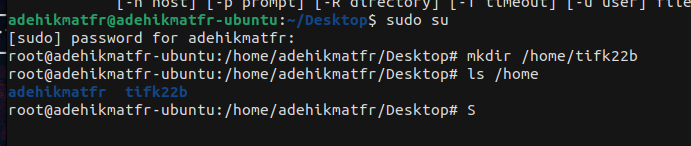 [-h host] [-p prompt] [-R directory] [-T timeout] [-u user] file
adehikmatfr@adehikmatfr-ubuntu:~/Desktop$ sudo su
[sudo] password for adehikmatfr:
root@adehikmatfr-ubuntu:/home/adehikmatfr/Desktop# mkdir /home/tifk22b
root@adehikmatfr-ubuntu:/home/adehikmatfr/Desktop# ls /home
adehikmatfr  tifk22b
root@adehikmatfr-ubuntu:/home/adehikmatfr/Desktop# S